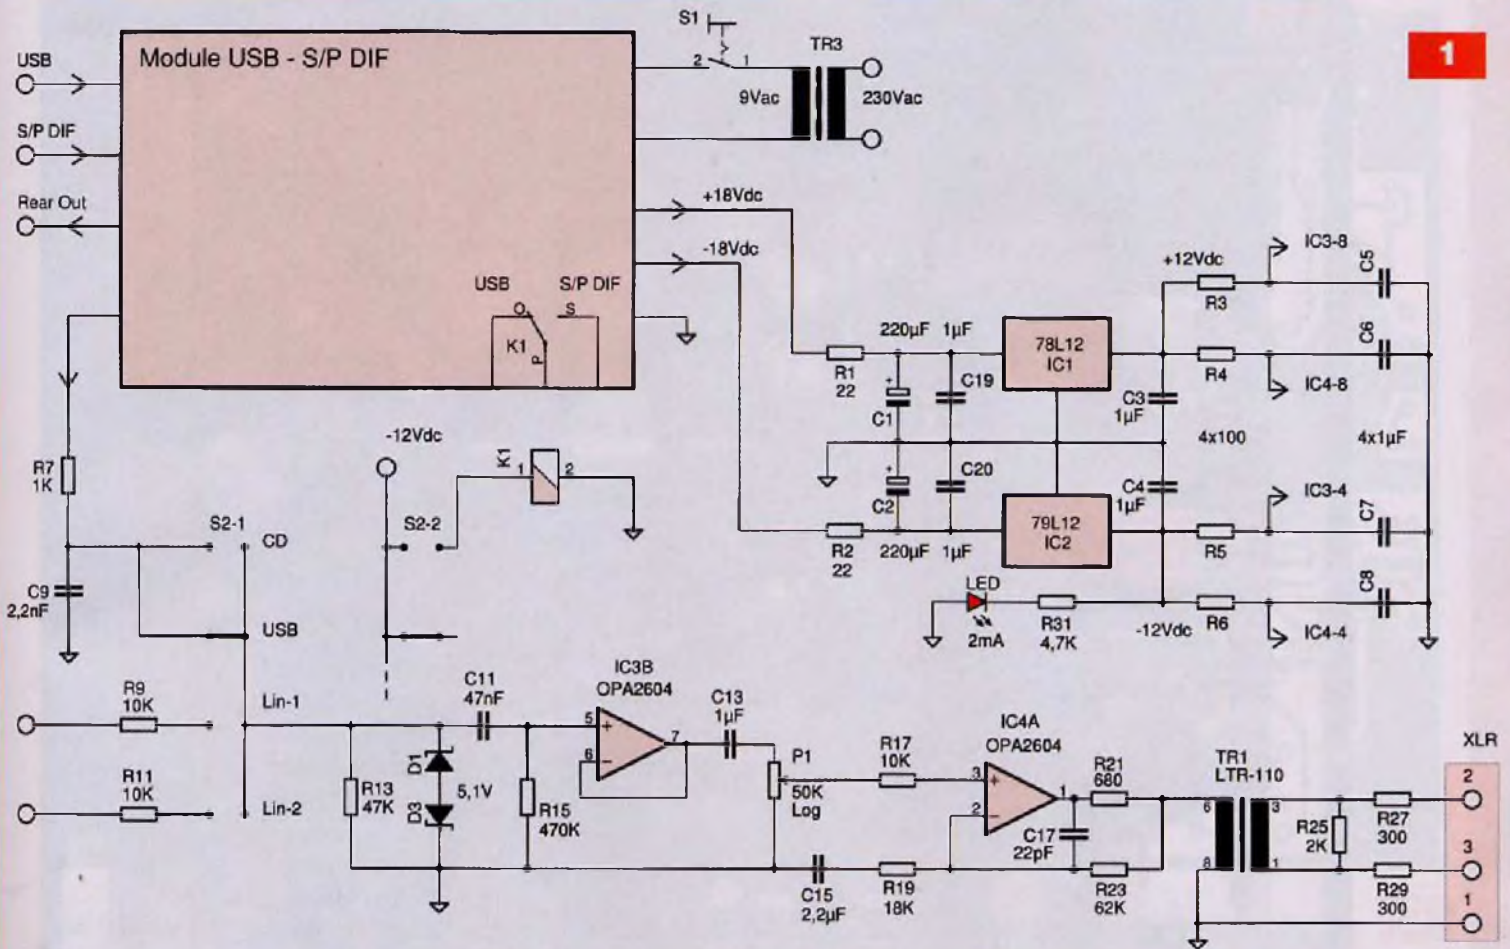 1
Module USB - S/P DIF
USB
S/P DIF
Rear Out
S1
2
1
TR3
9Vac
230Vac
+18Vdc
-18Vdc
USB
S/P DIF
O
S
K1
P
+12Vdc
IC3-8
C5
R3
220µF
1µF
78L12
IC1
R1
22
C1
+
C19
C3
1µF
R4
IC4-8
C6
4x100
4x1µF
+
C2
C20
C4
1µF
IC3-4
C7
R2
22
220µF
1µF
79L12
IC2
R5
LED
2mA
R31
4,7K
-12Vdc
R6
IC4-4
C8
-12Vdc
K1
1
2
R7
1K
S2-1
CD
S2-2
C9
2,2nF
USB
R9
10K
Lin-1
R11
10K
Lin-2
R13
47K
D1
D3
5,1V
C11
47nF
R15
470K
IC3B
OPA2604
5
+
6
–
7
C13
1µF
P1
50K
Log
R17
10K
IC4A
OPA2604
3
+
2
–
1
R21
680
C17
22pF
C15
2,2µF
R19
18K
R23
62K
TR1
LTR-110
6
8
3
1
R25
2K
R27
300
R29
300
XLR
2
3
1